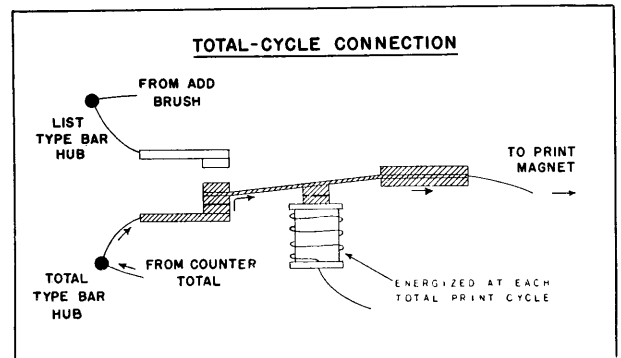 TOTAL-CYCLE CONNECTION
FROM ADD
BRUSH
LIST
TYPE BAR
HUB
TO PRINT
MAGNET
FROM COUNTER
TOTAL
TOTAL
TYPE BAR
HUB
ENERGIZED AT EACH
TOTAL PRINT CYCLE